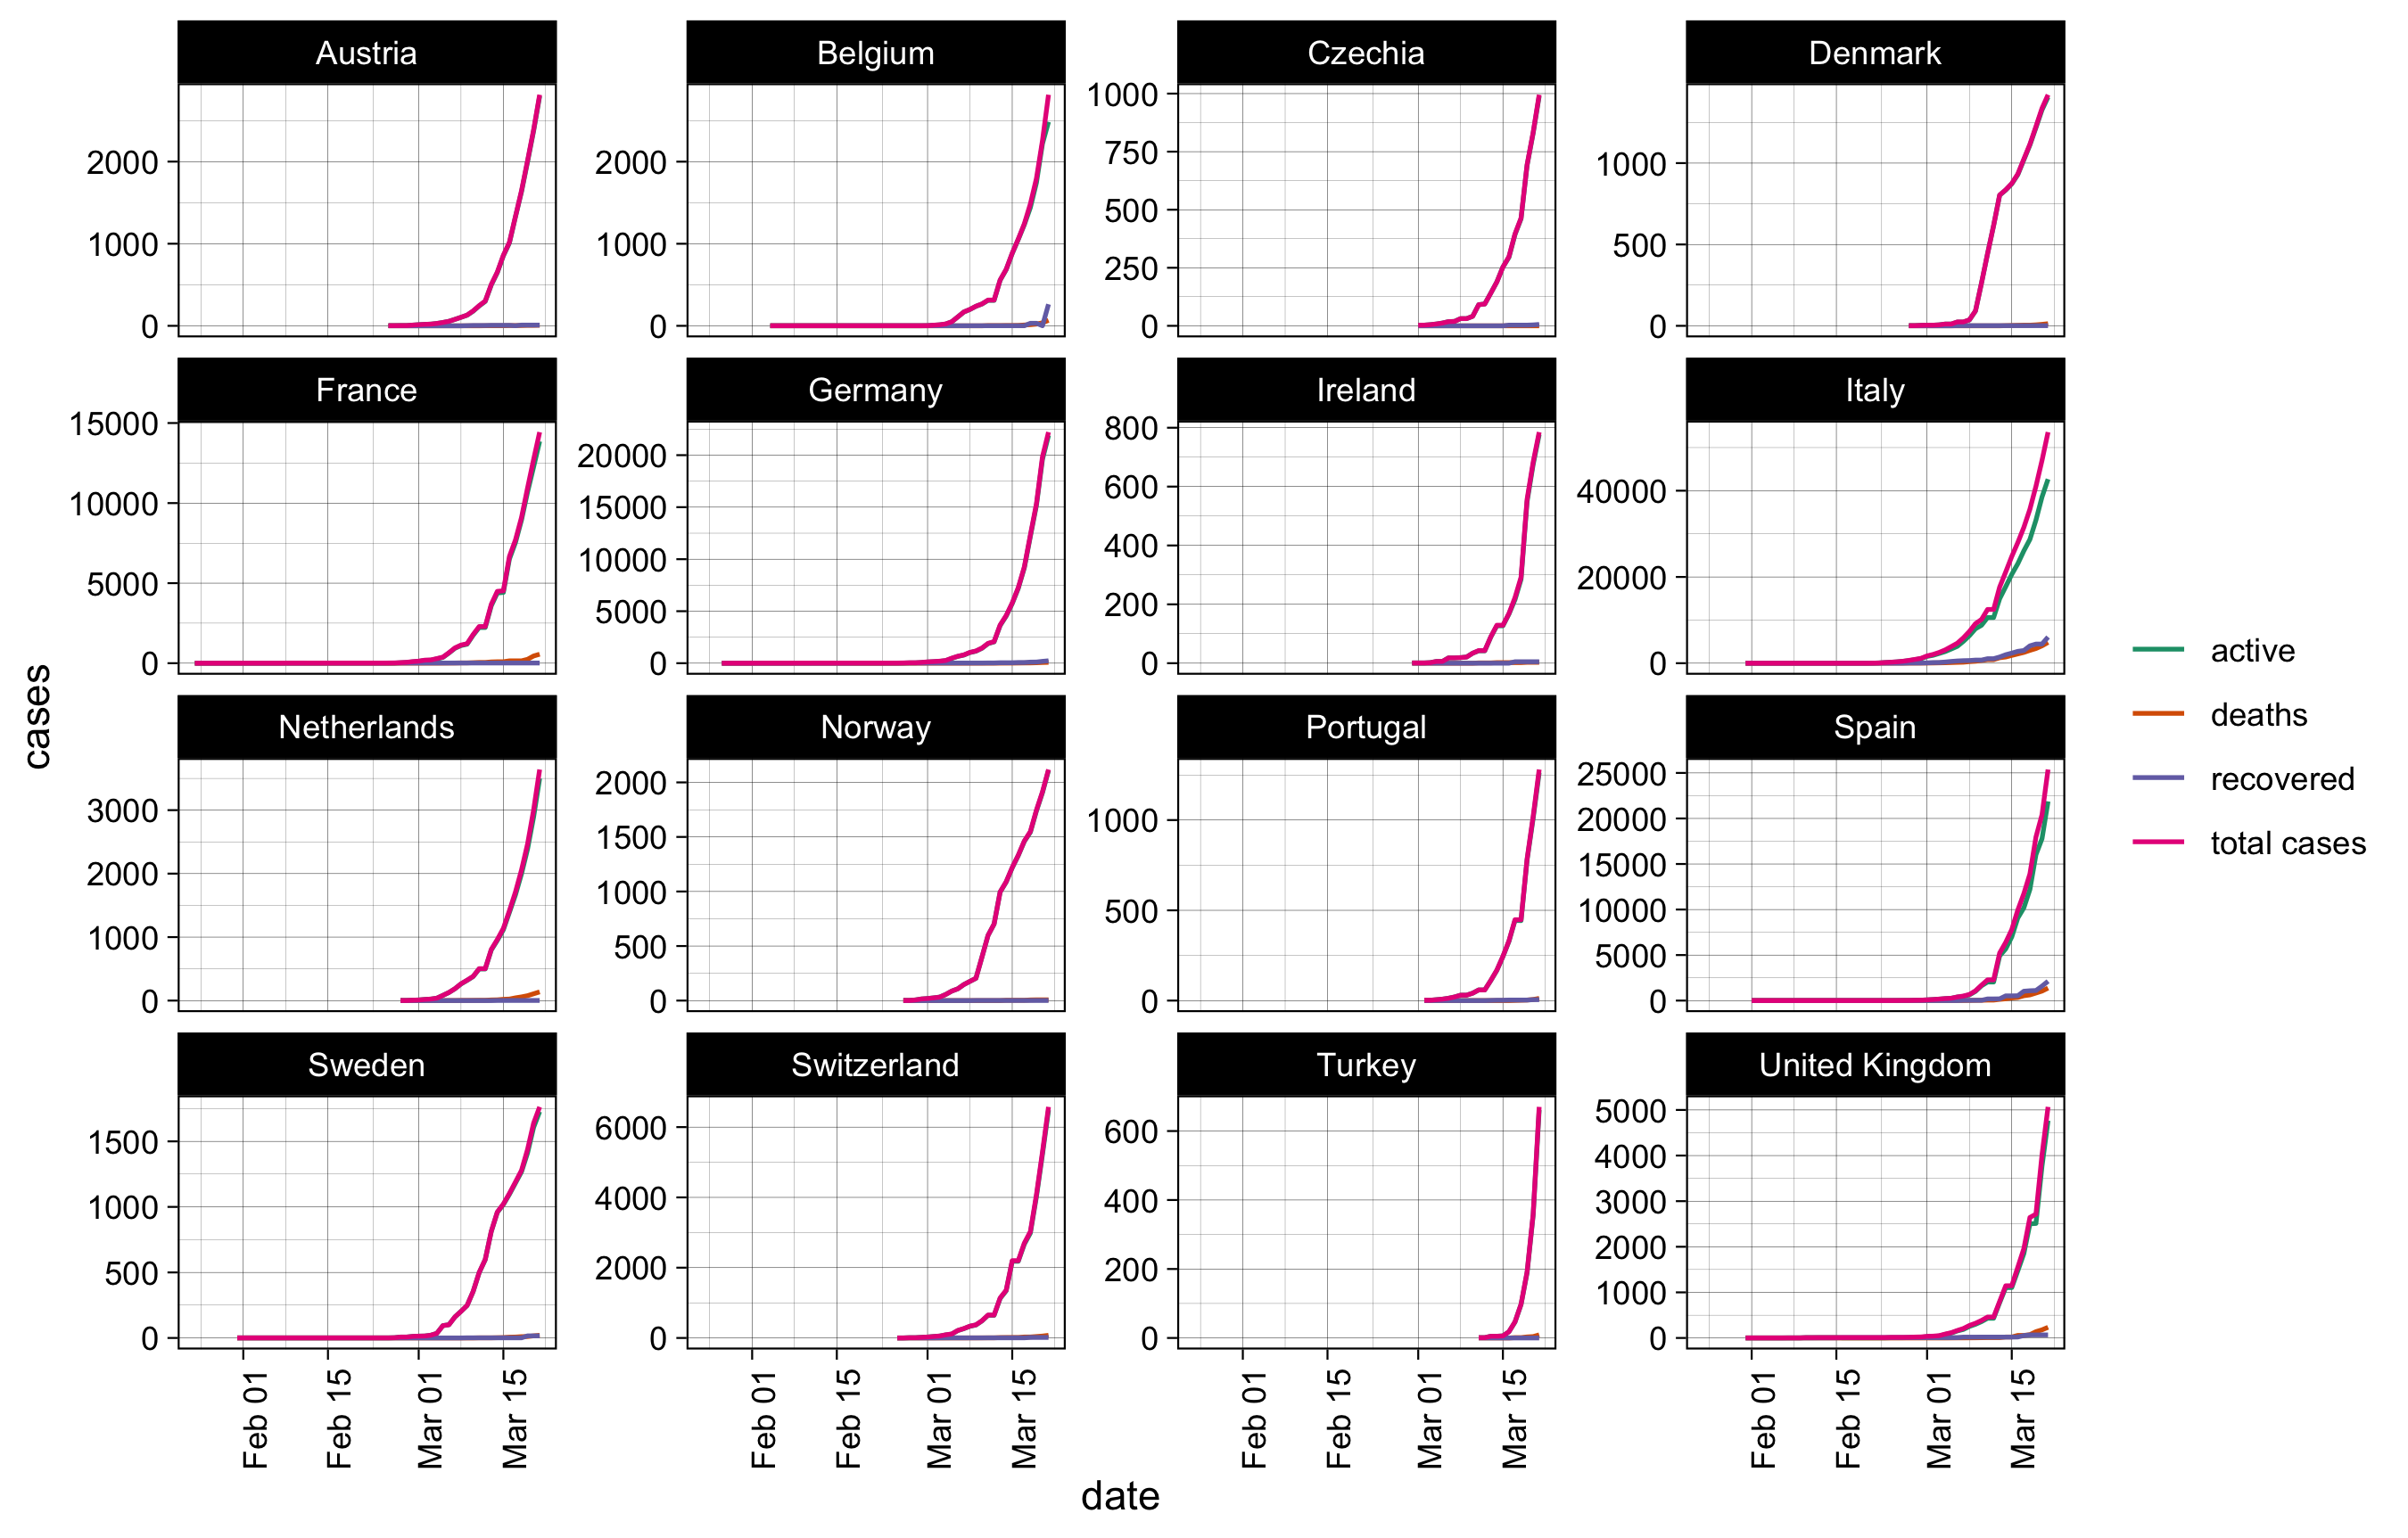 Austria
Belgium
Czechia
Denmark
2000
1000
0
2000
1000
0
1000
750
500
250
0
1000
500
0
France
Germany
Ireland
Italy
15000
10000
5000
0
20000
15000
10000
5000
0
800
600
400
200
0
40000
20000
0
Netherlands
Norway
Portugal
Spain
3000
2000
1000
0
2000
1500
1000
500
0
1000
500
0
25000
20000
15000
10000
5000
0
Sweden
Switzerland
Turkey
United Kingdom
1500
1000
500
0
6000
4000
2000
0
600
400
200
0
5000
4000
3000
2000
1000
0
Feb 01
Feb 15
Mar 01
Mar 15
Feb 01
Feb 15
Mar 01
Mar 15
Feb 01
Feb 15
Mar 01
Mar 15
Feb 01
Feb 15
Mar 01
Mar 15
date
cases
active
deaths
recovered
total cases